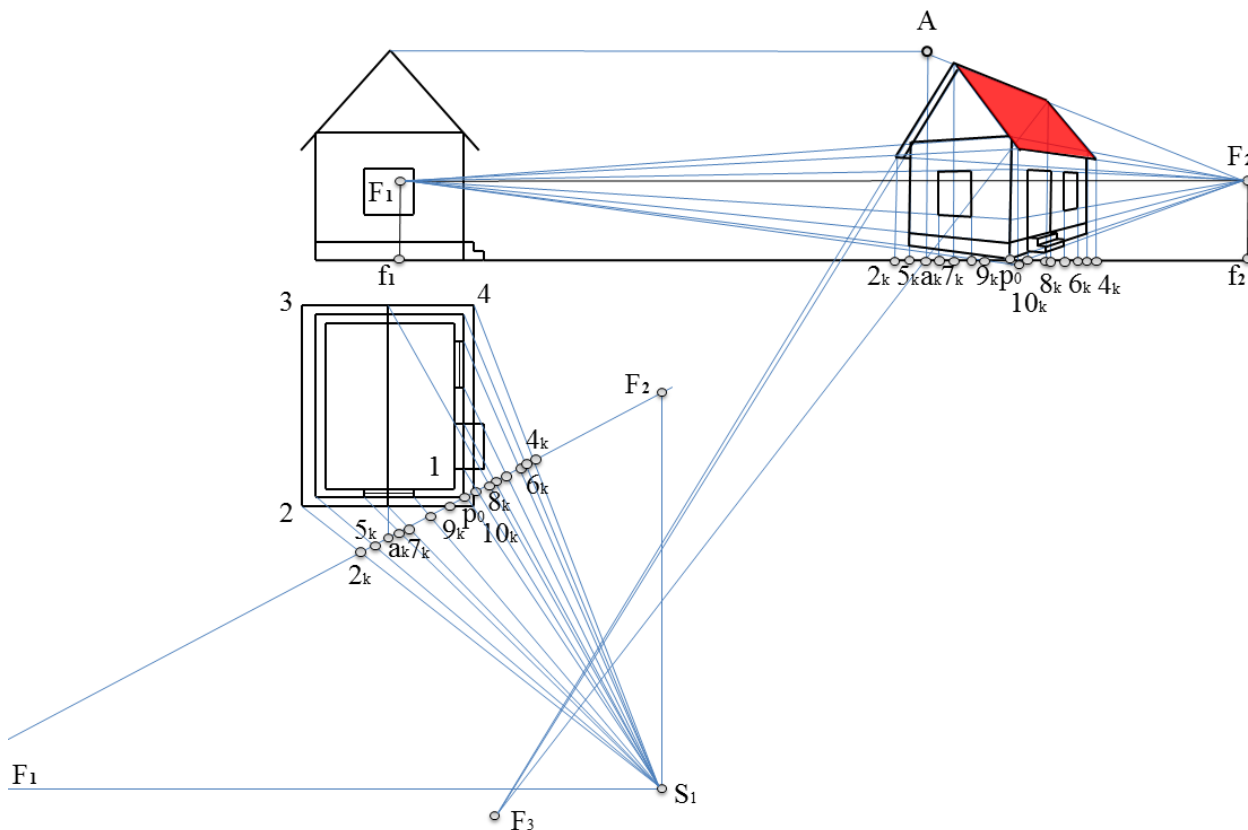 A
F₁
F₂
f₁
2ₖ 5ₖ aₖ 7ₖ 9ₖ p₀ 8ₖ 6ₖ 4ₖ f₂
10ₖ
3 4
F₂
4ₖ
1
6ₖ
8ₖ
2
p₀
5ₖ 9ₖ 10ₖ
aₖ 7ₖ
2ₖ
F₁
S₁
F₃